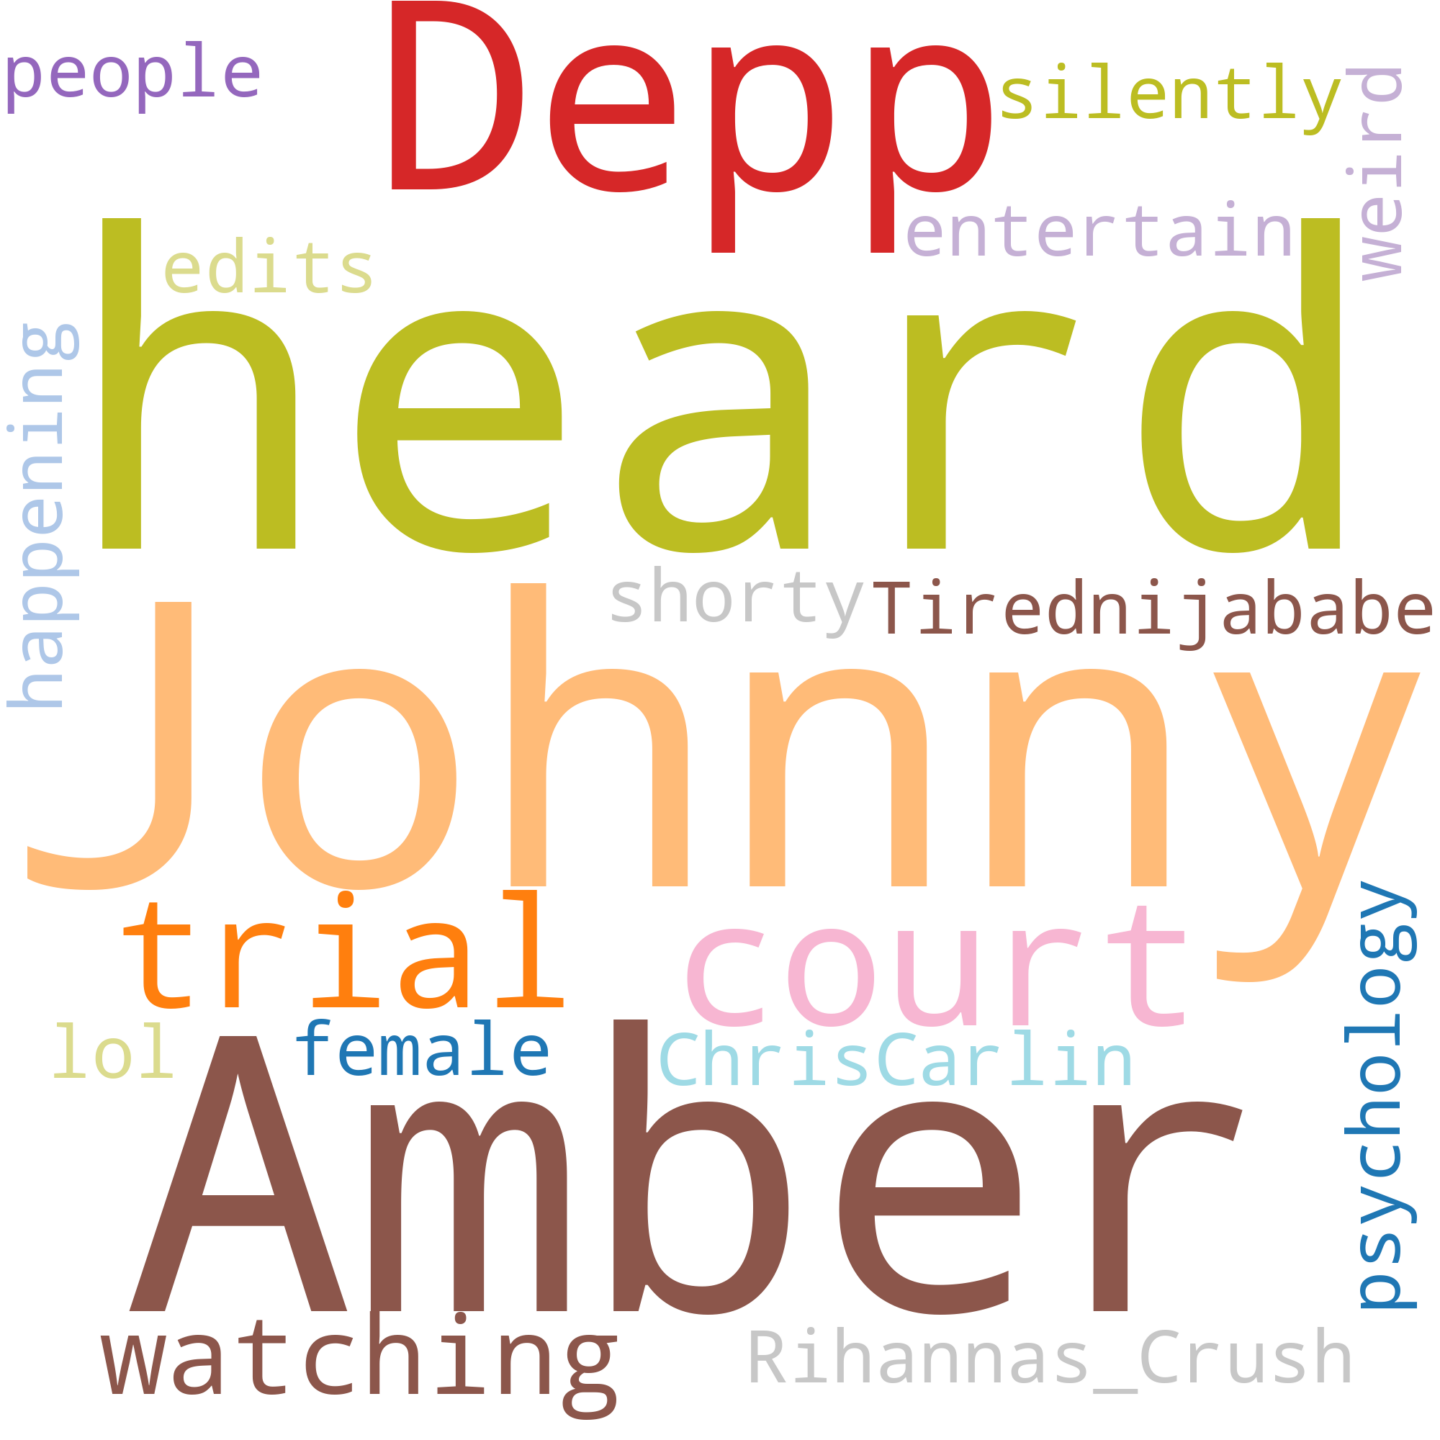 Depp
people
silently
weird
entertain
edits
heard
happening
shorty
Tirednijababe
Johnny
trial
court
psychology
lol
female
ChrisCarlin
Amber
watching
Rihannas_Crush